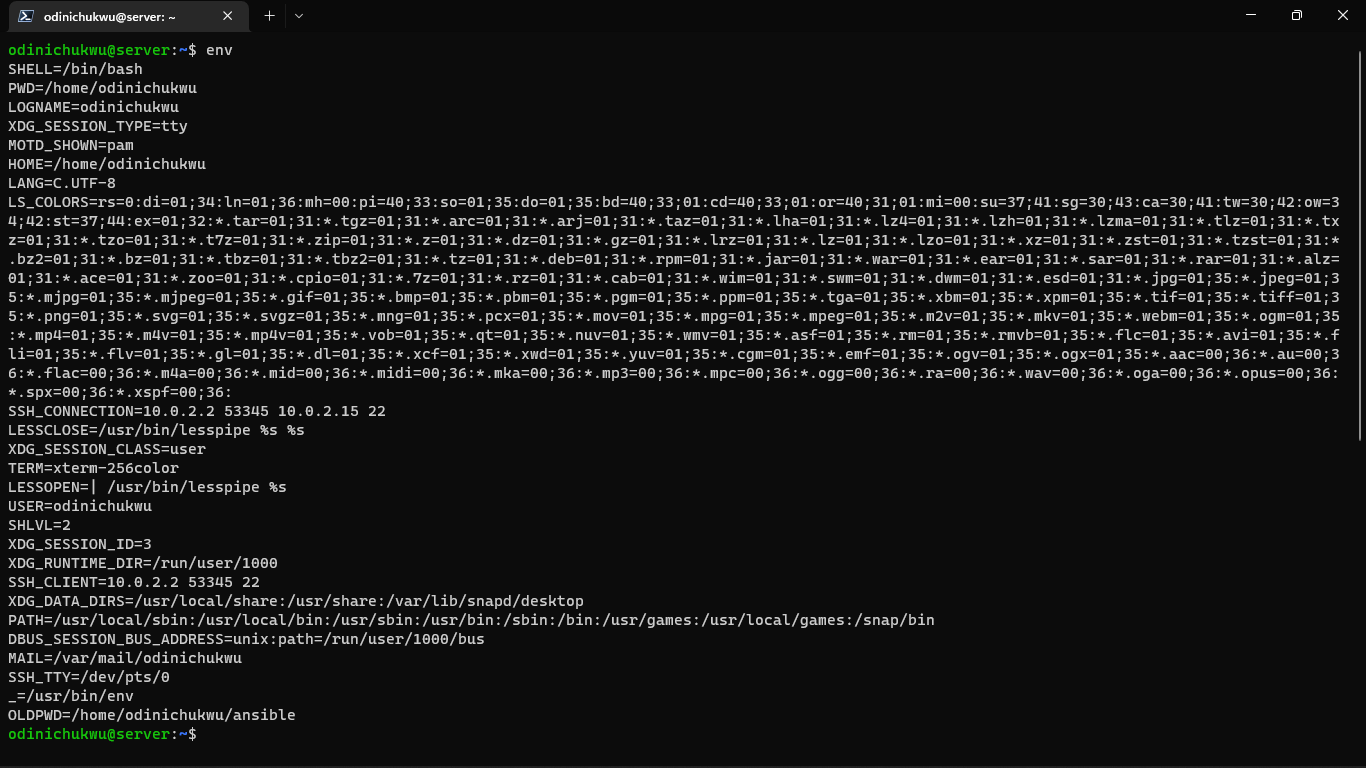 odinichukwu@server: ~
odinichukwu@server:~$ env
SHELL=/bin/bash
PWD=/home/odinichukwu
LOGNAME=odinichukwu
XDG_SESSION_TYPE=tty
MOTD_SHOWN=pam
HOME=/home/odinichukwu
LANG=C.UTF-8
LS_COLORS=rs=0:di=01;34:ln=01;36:mh=00:pi=40;33:so=01;35:do=01;35:bd=40;33;01:cd=40;33;01:or=40;31;01:mi=00:su=37;41:sg=30;43:ca=30;41:tw=30;42:ow=3
4;42:st=37;44:ex=01;32:*.tar=01;31:*.tgz=01;31:*.arc=01;31:*.arj=01;31:*.taz=01;31:*.lha=01;31:*.lz4=01;31:*.lzh=01;31:*.lzma=01;31:*.tlz=01;31:*.tx
z=01;31:*.tzo=01;31:*.t7z=01;31:*.zip=01;31:*.z=01;31:*.dz=01;31:*.gz=01;31:*.lrz=01;31:*.lz=01;31:*.lzo=01;31:*.xz=01;31:*.zst=01;31:*.tzst=01;31:*
.bz2=01;31:*.bz=01;31:*.tbz=01;31:*.tbz2=01;31:*.tz=01;31:*.deb=01;31:*.rpm=01;31:*.jar=01;31:*.war=01;31:*.ear=01;31:*.sar=01;31:*.rar=01;31:*.alz=
01;31:*.ace=01;31:*.zoo=01;31:*.cpio=01;31:*.7z=01;31:*.rz=01;31:*.cab=01;31:*.wim=01;31:*.swm=01;31:*.dwm=01;31:*.esd=01;31:*.jpg=01;35:*.jpeg=01;3
5:*.mjpg=01;35:*.mjpeg=01;35:*.gif=01;35:*.bmp=01;35:*.pbm=01;35:*.pgm=01;35:*.ppm=01;35:*.tga=01;35:*.xbm=01;35:*.xpm=01;35:*.tif=01;35:*.tiff=01;3
5:*.png=01;35:*.svg=01;35:*.svgz=01;35:*.mng=01;35:*.pcx=01;35:*.mov=01;35:*.mpg=01;35:*.mpeg=01;35:*.m2v=01;35:*.mkv=01;35:*.webm=01;35:*.ogm=01;35
:*.mp4=01;35:*.m4v=01;35:*.mp4v=01;35:*.vob=01;35:*.qt=01;35:*.nuv=01;35:*.wmv=01;35:*.asf=01;35:*.rm=01;35:*.rmvb=01;35:*.flc=01;35:*.avi=01;35:*.f
li=01;35:*.flv=01;35:*.gl=01;35:*.dl=01;35:*.xcf=01;35:*.xwd=01;35:*.yuv=01;35:*.cgm=01;35:*.emf=01;35:*.ogv=01;35:*.ogx=01;35:*.aac=00;36:*.au=00;3
6:*.flac=00;36:*.m4a=00;36:*.mid=00;36:*.midi=00;36:*.mka=00;36:*.mp3=00;36:*.mpc=00;36:*.ogg=00;36:*.ra=00;36:*.wav=00;36:*.oga=00;36:*.opus=00;36:
*.spx=00;36:*.xspf=00;36:
SSH_CONNECTION=10.0.2.2 53345 10.0.2.15 22
LESSCLOSE=/usr/bin/lesspipe %s %s
XDG_SESSION_CLASS=user
TERM=xterm-256color
LESSOPEN=| /usr/bin/lesspipe %s
USER=odinichukwu
SHLVL=2
XDG_SESSION_ID=3
XDG_RUNTIME_DIR=/run/user/1000
SSH_CLIENT=10.0.2.2 53345 22
XDG_DATA_DIRS=/usr/local/share:/usr/share:/var/lib/snapd/desktop
PATH=/usr/local/sbin:/usr/local/bin:/usr/sbin:/usr/bin:/sbin:/bin:/usr/games:/usr/local/games:/snap/bin
DBUS_SESSION_BUS_ADDRESS=unix:path=/run/user/1000/bus
MAIL=/var/mail/odinichukwu
SSH_TTY=/dev/pts/0
_=/usr/bin/env
OLDPWD=/home/odinichukwu/ansible
odinichukwu@server:~$